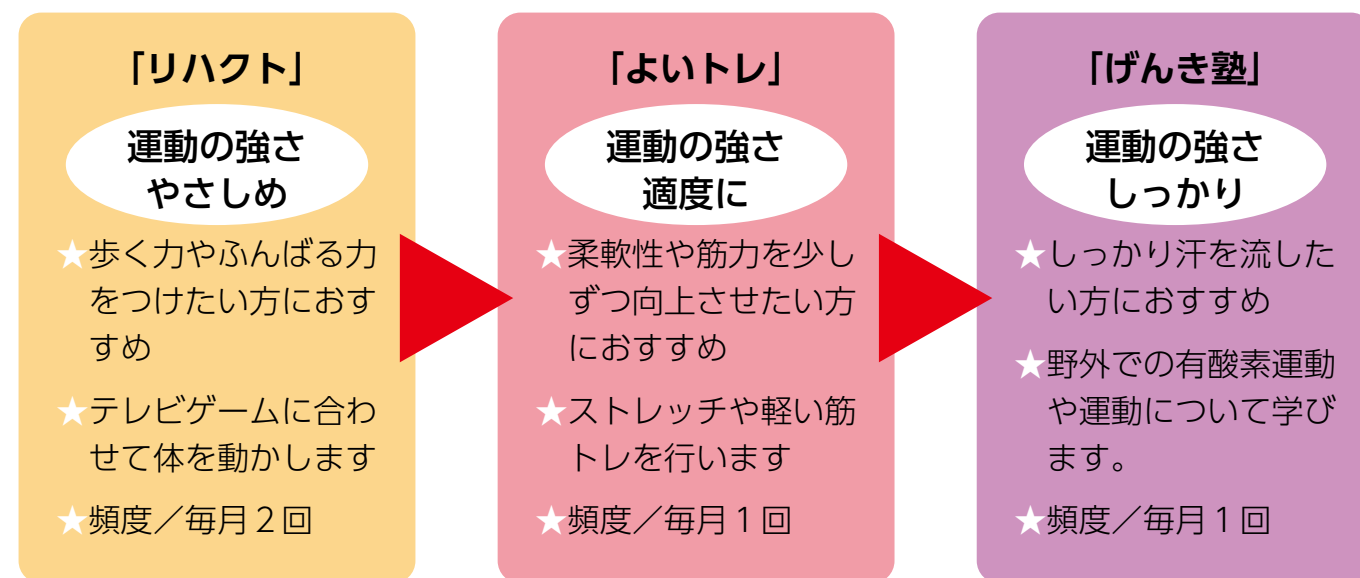 「リハクト」
運動の強さ
やさしめ
★歩く力やふんばる力
をつけたい方におす
すめ
★テレビゲームに合わ
せて体を動かします
★頻度／毎月２回
「よいトレ」
運動の強さ
適度に
★柔軟性や筋力を少し
ずつ向上させたい方
におすすめ
★ストレッチや軽い筋
トレを行います
★頻度／毎月１回
「げんき塾」
運動の強さ
しっかり
★しっかり汗を流した
い方におすすめ
★野外での有酸素運動
や運動について学び
ます。
★頻度／毎月１回